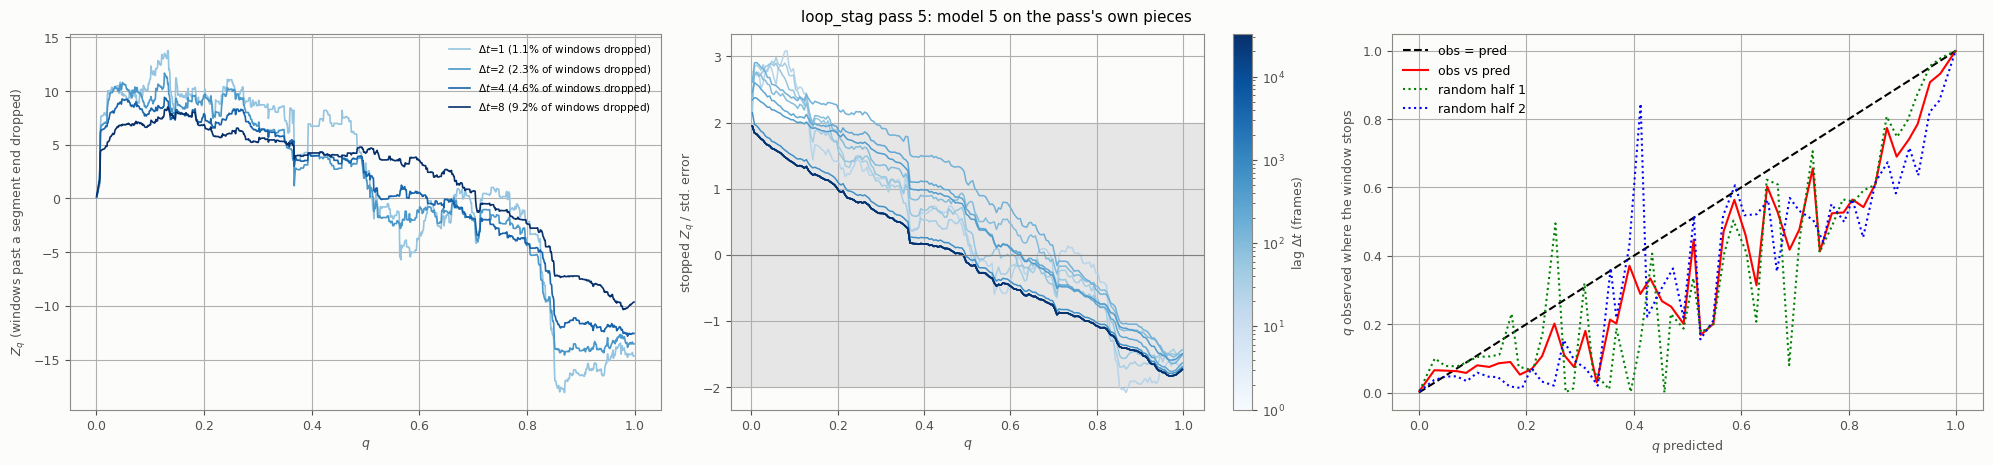 loop_stag pass 5: model 5 on the pass's own pieces
Z_q (windows past a segment end dropped)
15
10
5
0
−5
−10
−15
Δt=1 (1.1% of windows dropped)
Δt=2 (2.3% of windows dropped)
Δt=4 (4.6% of windows dropped)
Δt=8 (9.2% of windows dropped)
0.0 0.2 0.4 0.6 0.8 1.0
q
stopped Z_q / std. error
3
2
1
0
−1
−2
0.0 0.2 0.4 0.6 0.8 1.0
q
10^4
10^3
10^2
10^1
10^0
lag Δt (frames)
q observed where the window stops
1.0
0.8
0.6
0.4
0.2
0.0
obs = pred
obs vs pred
random half 1
random half 2
0.0 0.2 0.4 0.6 0.8 1.0
q predicted